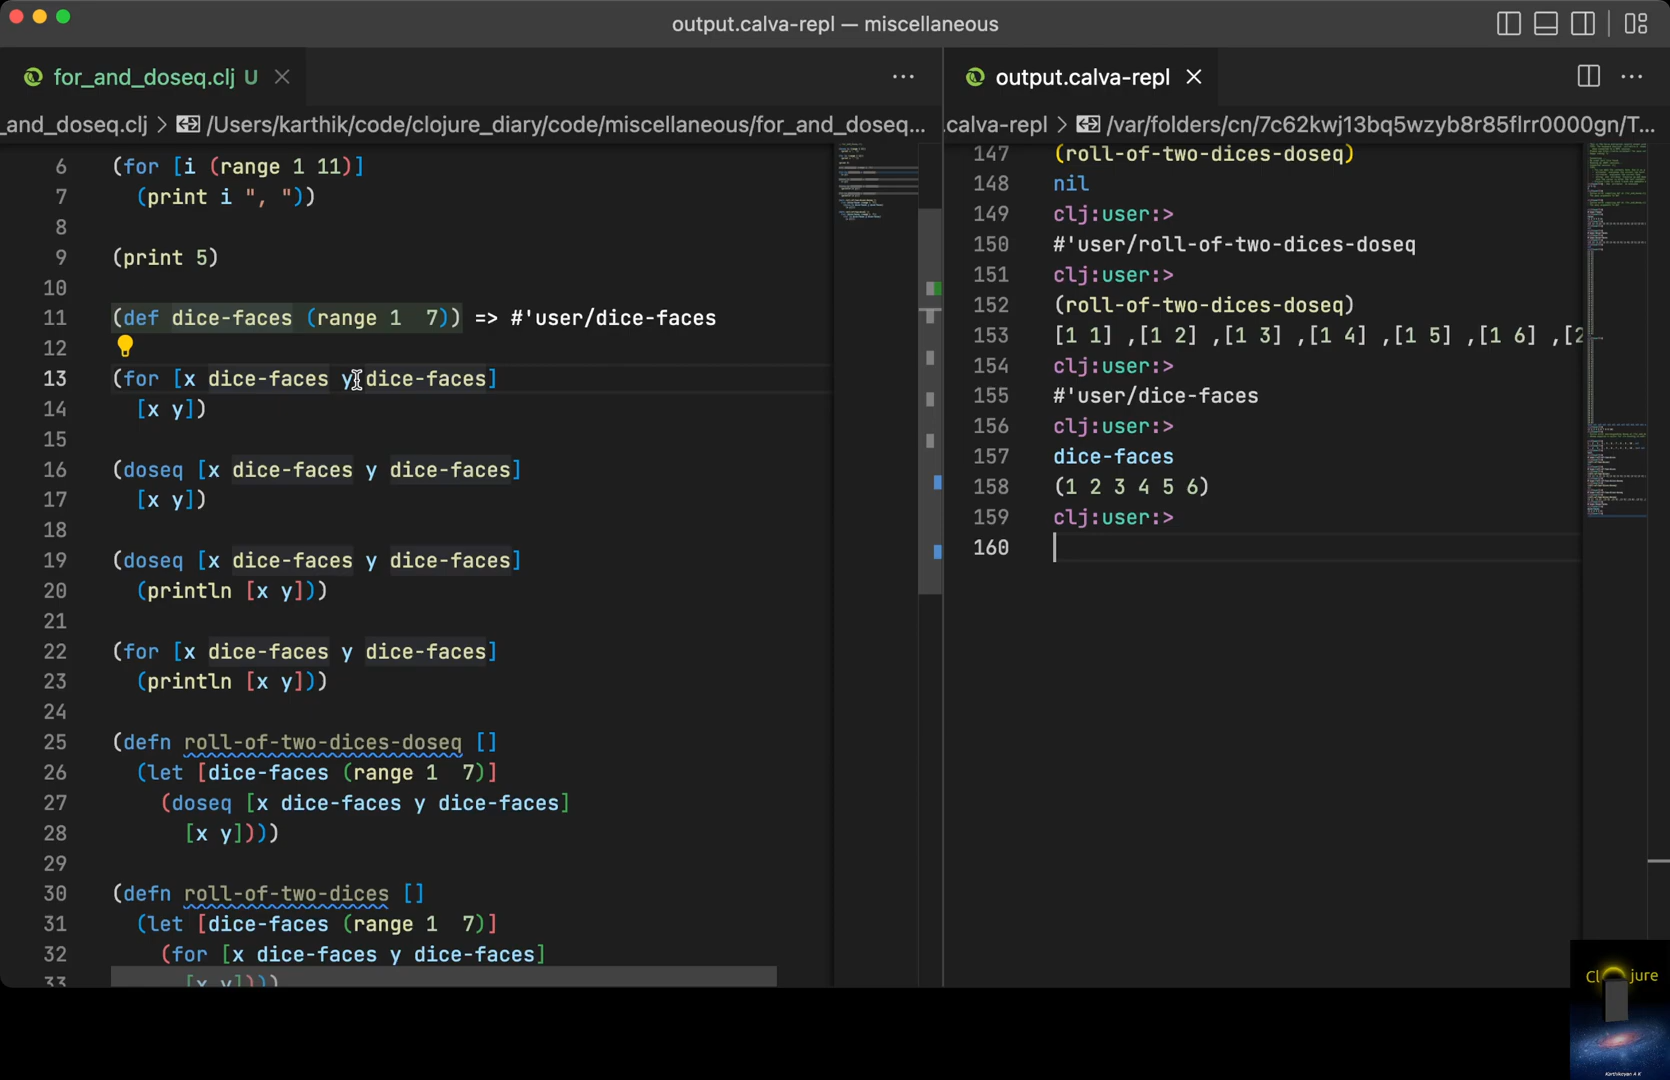 output.calva-repl — miscellaneous
for_and_doseq.clj U
_and_doseq.clj > /Users/karthik/code/clojure_diary/code/miscellaneous/for_and_doseq...
6 (for [i (range 1 11)]
7 (print i ", "))
8
9 (print 5)
10
11 (def dice-faces (range 1  7)) => #'user/dice-faces
12
13 (for [x dice-faces y dice-faces]
14 [x y])
15
16 (doseq [x dice-faces y dice-faces]
17 [x y])
18
19 (doseq [x dice-faces y dice-faces]
20 (println [x y]))
21
22 (for [x dice-faces y dice-faces]
23 (println [x y]))
24
25 (defn roll-of-two-dices-doseq []
26 (let [dice-faces (range 1  7)]
27 (doseq [x dice-faces y dice-faces]
28 [x y])))
29
30 (defn roll-of-two-dices []
31 (let [dice-faces (range 1  7)]
32 (for [x dice-faces y dice-faces]
33 [x y])))
output.calva-repl
.calva-repl > /var/folders/cn/7c62kwj13bq5wzyb8r85flrr0000gn/T...
147 (roll-of-two-dices-doseq)
148 nil
149 clj:user:>
150 #'user/roll-of-two-dices-doseq
151 clj:user:>
152 (roll-of-two-dices-doseq)
153 [1 1] ,[1 2] ,[1 3] ,[1 4] ,[1 5] ,[1 6] ,[2
154 clj:user:>
155 #'user/dice-faces
156 clj:user:>
157 dice-faces
158 (1 2 3 4 5 6)
159 clj:user:>
160
Clojure
Karthikeyan A K